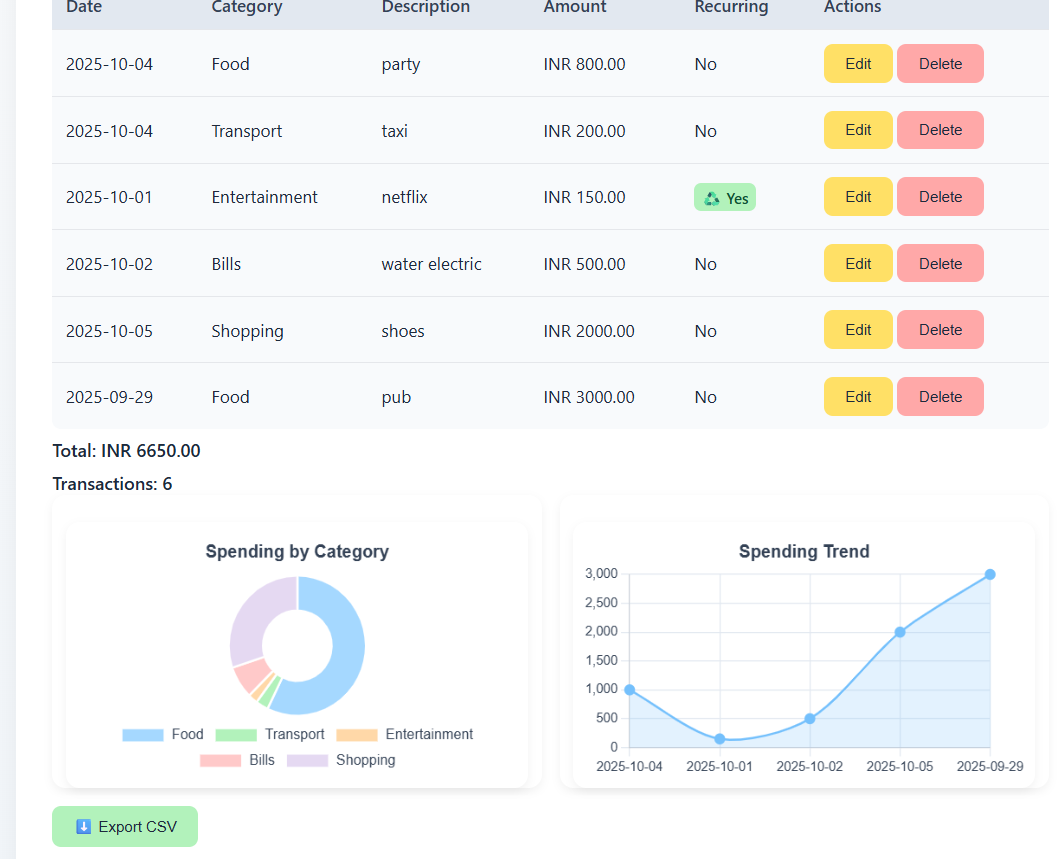 Date Category Description Amount Recurring Actions
2025-10-04 Food party INR 800.00 No Edit Delete
2025-10-04 Transport taxi INR 200.00 No Edit Delete
2025-10-01 Entertainment netflix INR 150.00 Yes Edit Delete
2025-10-02 Bills water electric INR 500.00 No Edit Delete
2025-10-05 Shopping shoes INR 2000.00 No Edit Delete
2025-09-29 Food pub INR 3000.00 No Edit Delete
Total: INR 6650.00
Transactions: 6
Spending by Category
Food Transport Entertainment
Bills Shopping
Spending Trend
3,000
2,500
2,000
1,500
1,000
500
0
2025-10-04 2025-10-01 2025-10-02 2025-10-05 2025-09-29
Export CSV